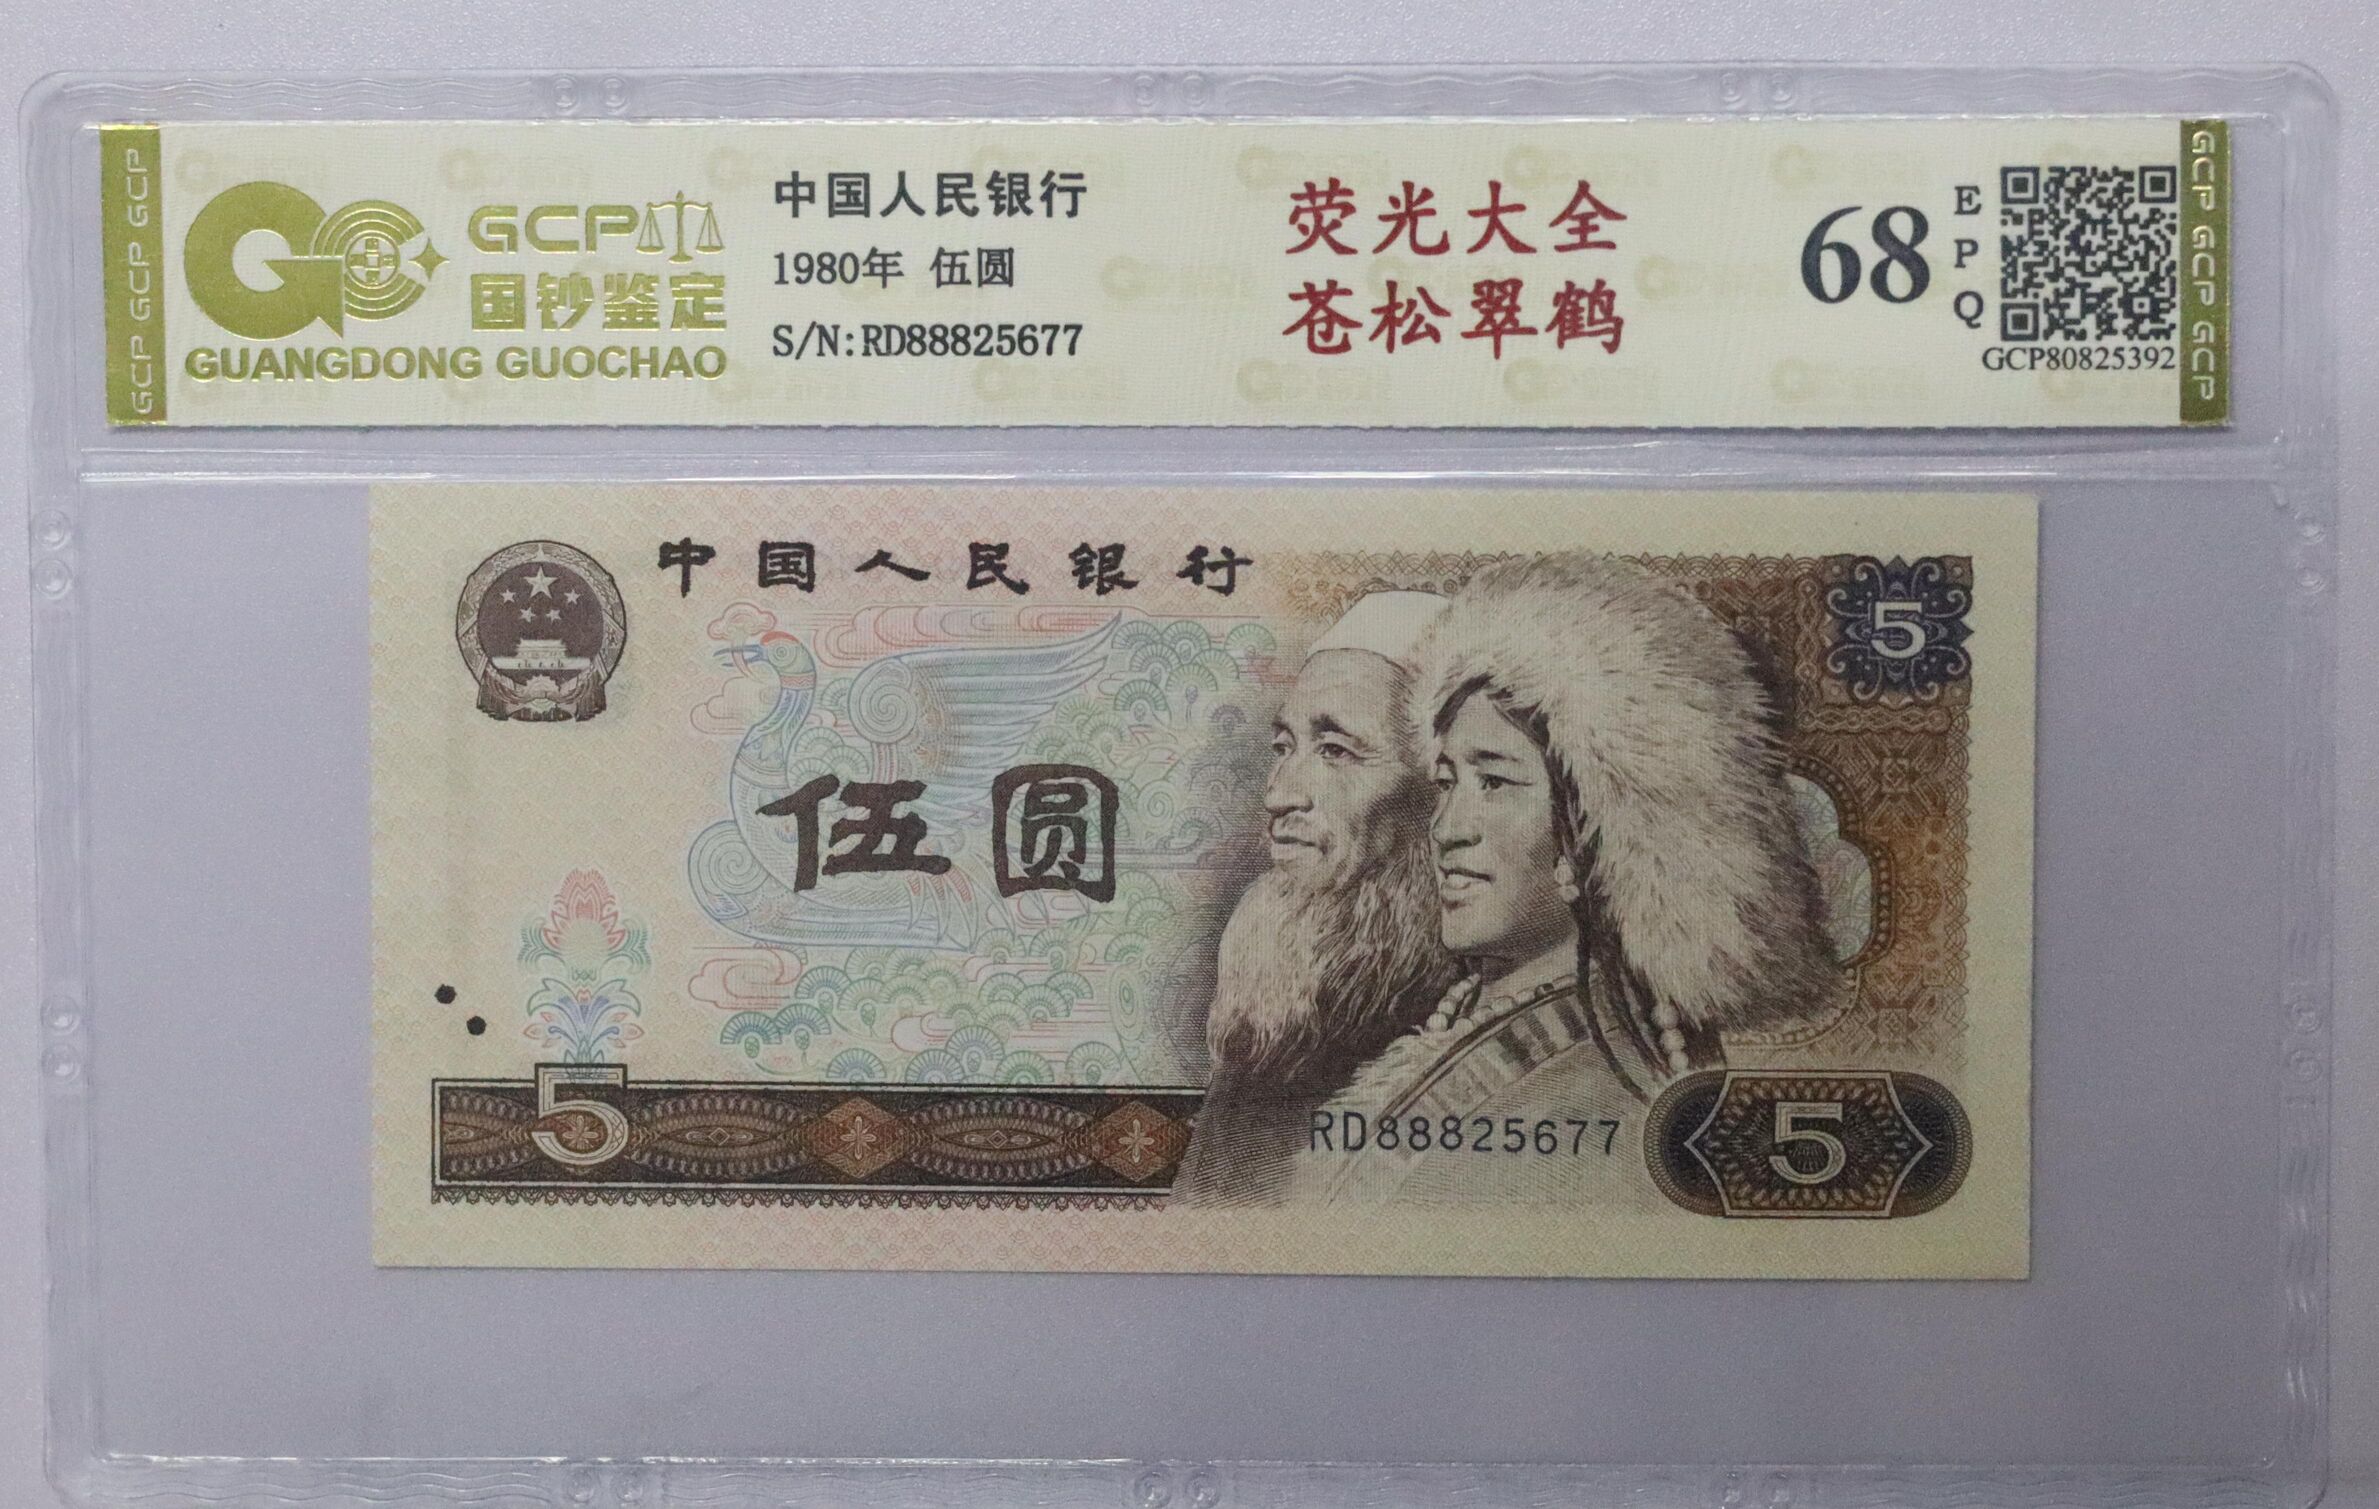 GCP GCP GCP
GCP
国钞鉴定
GUANGDONG GUOCHAO
中国人民银行
1980年 伍圆
S/N:RD88825677
荧光大全
苍松翠鹤
68
EPQ
GCP80825392
GCP GCP GCP
中国人民银行
5
伍圆
5
RD88825677
5